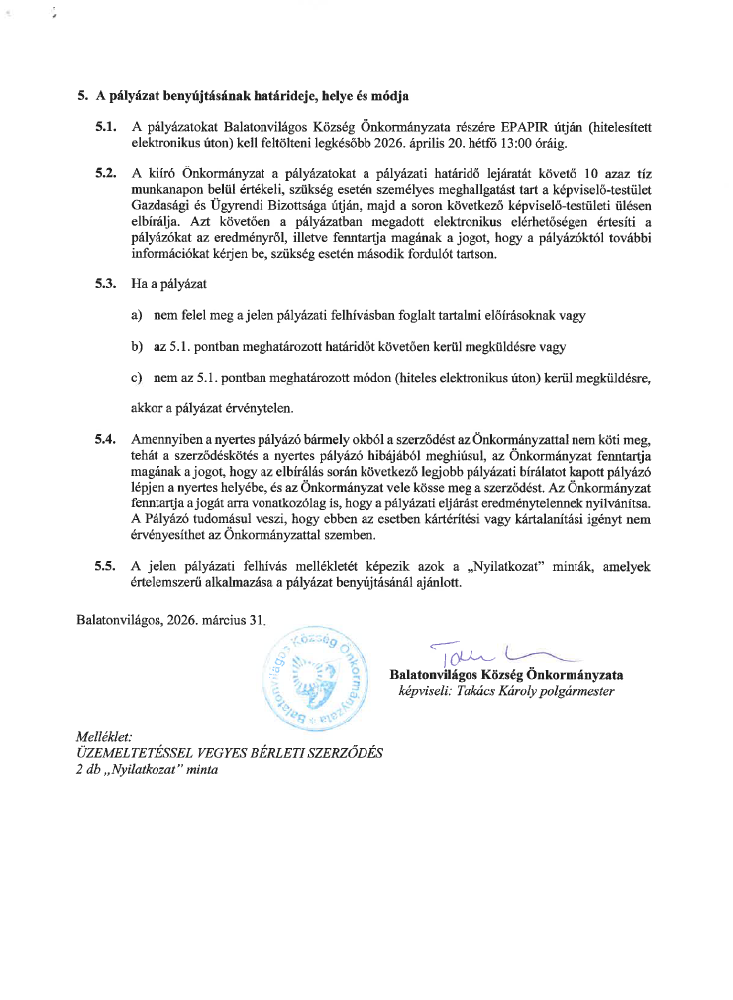 5. A pályázat benyújtásának határideje, helye és módja
5.1. A pályázatokat Balatonvilágos Község Önkormányzata részére EPAPIR útján (hitelesített
elektronikus úton) kell feltölteni legkésőbb 2026. április 20. hétfő 13:00 óráig.
5.2. A kiíró Önkormányzat a pályázatokat a pályázati határidő lejáratát követő 10 azaz tíz
munkanapon belül értékeli, szükség esetén személyes meghallgatást tart a képviselő-testület
Gazdasági és Ügyrendi Bizottsága útján, majd a soron következő képviselő-testületi ülésen
elbírálja. Azt követően a pályázatban megadott elektronikus elérhetőségen értesíti a
pályázókat az eredményről, illetve fenntartja magának a jogot, hogy a pályázóktól további
információkat kérjen be, szükség esetén második fordulót tartson.
5.3. Ha a pályázat
a) nem felel meg a jelen pályázati felhívásban foglalt tartalmi előírásoknak vagy
b) az 5.1. pontban meghatározott határidőt követően kerül megküldésre vagy
c) nem az 5.1. pontban meghatározott módon (hiteles elektronikus úton) kerül megküldésre,
akkor a pályázat érvénytelen.
5.4. Amennyiben a nyertes pályázó bármely okból a szerződést az Önkormányzattal nem köti meg,
tehát a szerződéskötés a nyertes pályázó hibájából meghiúsul, az Önkormányzat fenntartja
magának a jogot, hogy az elbírálás során következő legjobb pályázati bírálatot kapott pályázó
lépjen a nyertes helyébe, és az Önkormányzat vele kösse meg a szerződést. Az Önkormányzat
fenntartja a jogát arra vonatkozólag is, hogy a pályázati eljárást eredménytelennek nyilvánítsa.
A Pályázó tudomásul veszi, hogy ebben az esetben kártérítési vagy kártalanítási igényt nem
érvényesíthet az Önkormányzattal szemben.
5.5. A jelen pályázati felhívás mellékletét képezik azok a „Nyilatkozat” minták, amelyek
értelemszerű alkalmazása a pályázat benyújtásánál ajánlott.
Balatonvilágos, 2026. március 31.
Balatonvilágos Község Önkormányzata
Balatonvilágos Község Önkormányzata
képviseli: Takács Károly polgármester
Melléklet:
ÜZEMELTETÉSSEL VEGYES BÉRLETI SZERZŐDÉS
2 db „Nyilatkozat” minta